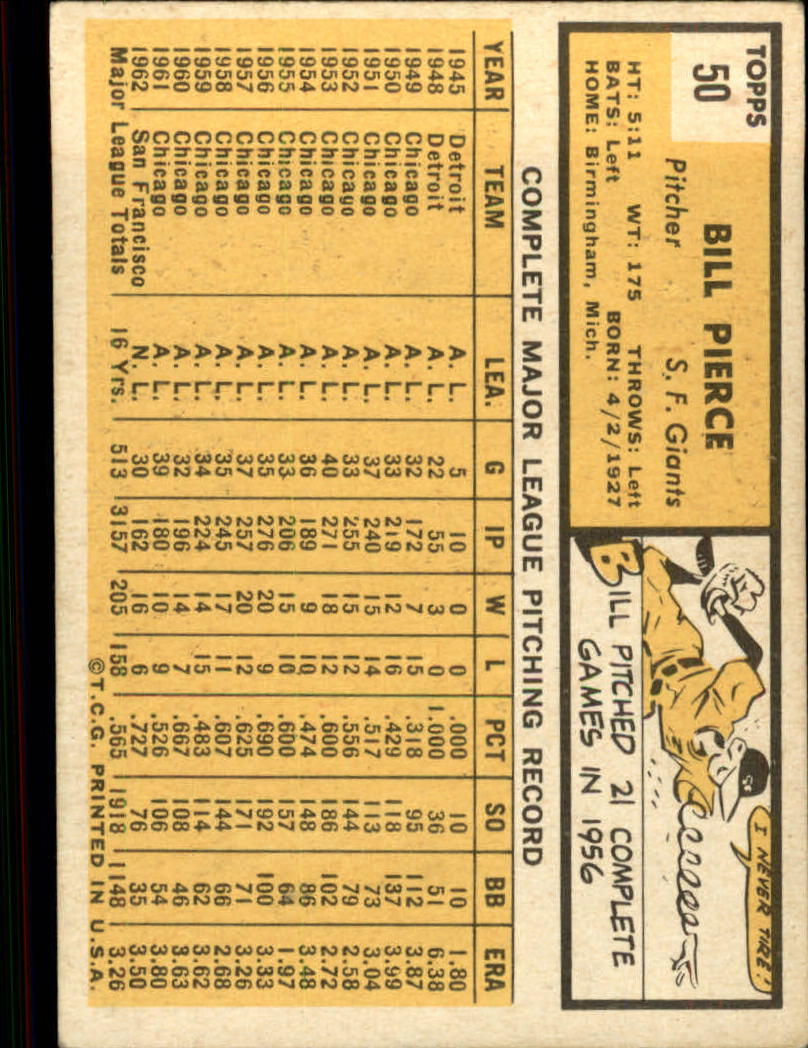 TOPPS
50
BILL PIERCE
Pitcher S. F. Giants
HT: 5:11 WT: 175 THROWS: Left
BATS: Left BORN: 4/2/1927
HOME: Birmingham, Mich.
I NEVER TIRE!
BILL PITCHED 21 COMPLETE
GAMES IN 1956
COMPLETE MAJOR LEAGUE PITCHING RECORD
YEAR TEAM LEA. G IP W L PCT SO BB ERA
1945 Detroit A. L. 5 10 0 0 .000 10 10 1.80
1948 Detroit A. L. 22 55 3 0 1.000 36 51 6.38
1949 Chicago A. L. 32 172 7 15 .318 95 112 3.87
1950 Chicago A. L. 33 219 12 16 .429 118 137 3.99
1951 Chicago A. L. 37 240 15 14 .517 113 73 3.04
1952 Chicago A. L. 33 255 15 12 .556 144 79 2.58
1953 Chicago A. L. 40 271 18 12 .600 186 102 2.72
1954 Chicago A. L. 36 189 9 10 .474 148 86 3.48
1955 Chicago A. L. 33 206 15 10 .600 157 64 1.97
1956 Chicago A. L. 35 276 20 9 .690 192 100 3.33
1957 Chicago A. L. 37 257 20 12 .625 171 71 3.26
1958 Chicago A. L. 35 245 17 11 .607 144 66 2.68
1959 Chicago A. L. 34 224 14 15 .483 114 62 3.62
1960 Chicago A. L. 32 196 14 7 .667 108 46 3.63
1961 Chicago A. L. 39 180 10 9 .526 106 54 3.80
1962 San Francisco N. L. 30 162 16 6 .727 76 35 3.50
Major League Totals 16 Yrs. 513 3157 205 158 .565 1918 1148 3.26
©T.C.G. PRINTED IN U.S.A.